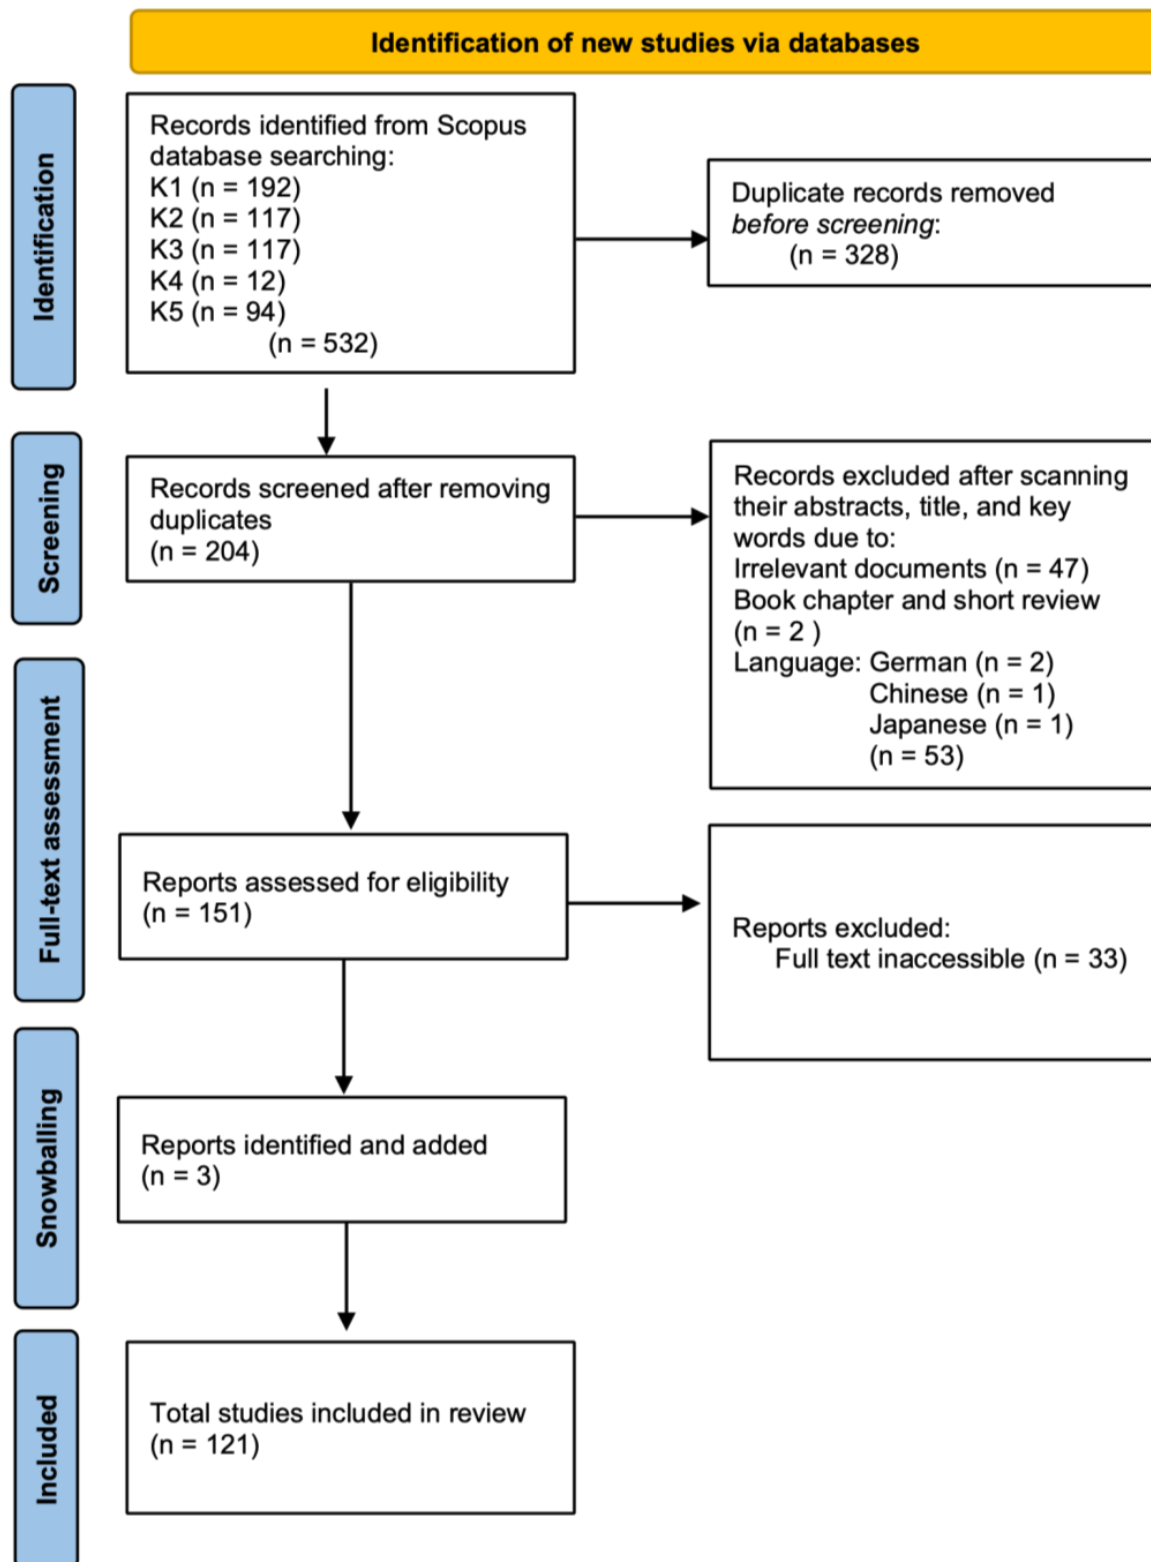 Identification of new studies via databases
Identification
Records identified from Scopus
database searching:
K1 (n = 192)
K2 (n = 117)
K3 (n = 117)
K4 (n = 12)
K5 (n = 94)
(n = 532)
Duplicate records removed
before screening:
(n = 328)
Screening
Records screened after removing
duplicates
(n = 204)
Records excluded after scanning
their abstracts, title, and key
words due to:
Irrelevant documents (n = 47)
Book chapter and short review
(n = 2 )
Language: German (n = 2)
Chinese (n = 1)
Japanese (n = 1)
(n = 53)
Full-text assessment
Reports assessed for eligibility
(n = 151)
Reports excluded:
Full text inaccessible (n = 33)
Snowballing
Reports identified and added
(n = 3)
Included
Total studies included in review
(n = 121)